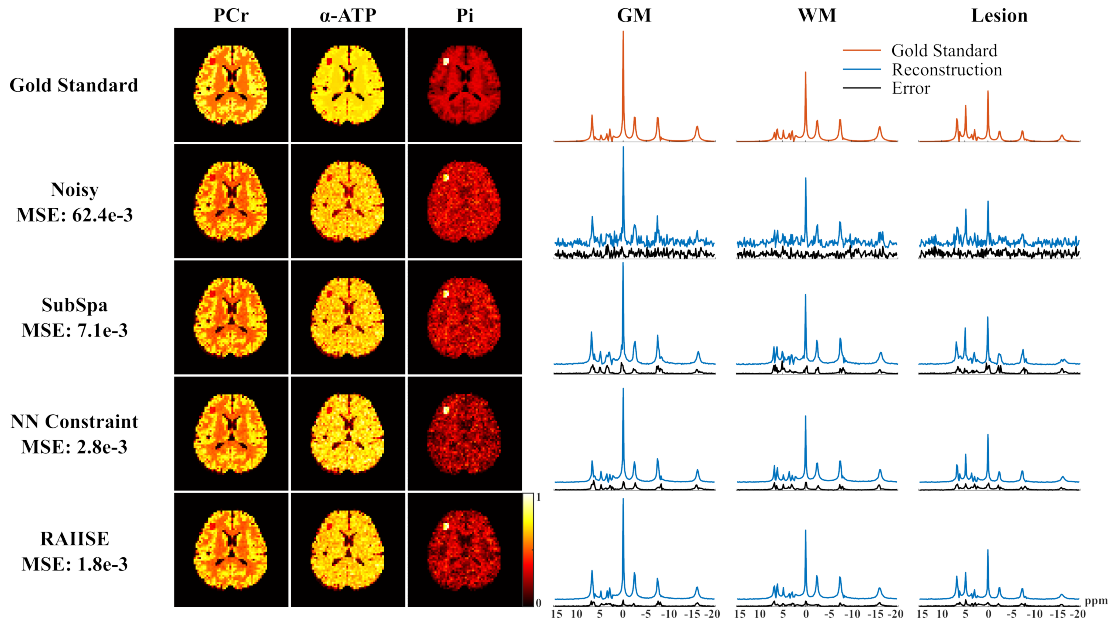 PCr α-ATP Pi GM WM Lesion
Gold Standard
Gold Standard
Reconstruction
Error
Noisy
MSE: 62.4e-3
SubSpa
MSE: 7.1e-3
NN Constraint
MSE: 2.8e-3
RAIISE
MSE: 1.8e-3
1
0
ppm
15 10 5 0 -5 -10 -15 -20 15 10 5 0 -5 -10 -15 -20 15 10 5 0 -5 -10 -15 -20